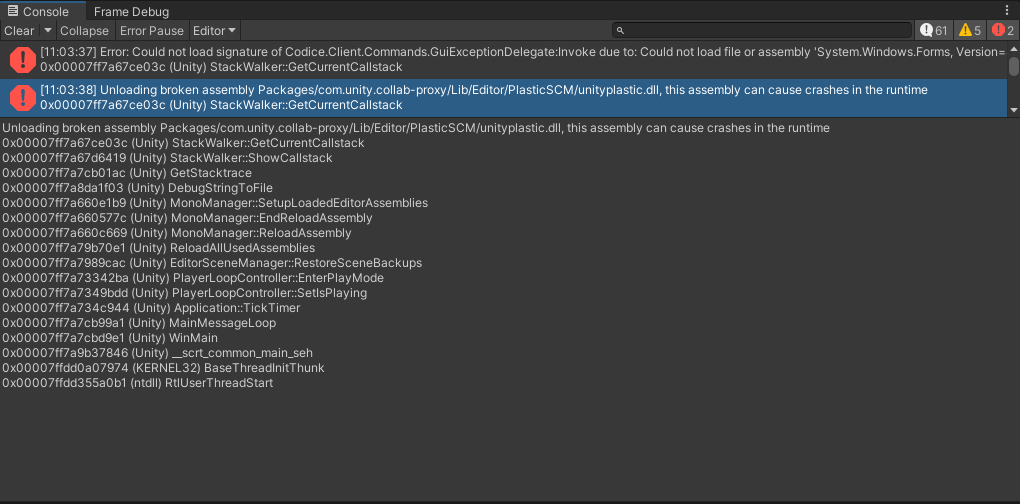 Console Frame Debug
Clear Collapse Error Pause Editor 61 5 2
[11:03:37] Error: Could not load signature of Codice.Client.Commands.GuiExceptionDelegate:Invoke due to: Could not load file or assembly 'System.Windows.Forms, Version=
0x00007ff7a67ce03c (Unity) StackWalker::GetCurrentCallstack
[11:03:38] Unloading broken assembly Packages/com.unity.collab-proxy/Lib/Editor/PlasticSCM/unityplastic.dll, this assembly can cause crashes in the runtime
0x00007ff7a67ce03c (Unity) StackWalker::GetCurrentCallstack
Unloading broken assembly Packages/com.unity.collab-proxy/Lib/Editor/PlasticSCM/unityplastic.dll, this assembly can cause crashes in the runtime
0x00007ff7a67ce03c (Unity) StackWalker::GetCurrentCallstack
0x00007ff7a67d6419 (Unity) StackWalker::ShowCallstack
0x00007ff7a7cb01ac (Unity) GetStacktrace
0x00007ff7a8da1f03 (Unity) DebugStringToFile
0x00007ff7a660e1b9 (Unity) MonoManager::SetupLoadedEditorAssemblies
0x00007ff7a660577c (Unity) MonoManager::EndReloadAssembly
0x00007ff7a660c669 (Unity) MonoManager::ReloadAssembly
0x00007ff7a79b70e1 (Unity) ReloadAllUsedAssemblies
0x00007ff7a7989cac (Unity) EditorSceneManager::RestoreSceneBackups
0x00007ff7a73342ba (Unity) PlayerLoopController::EnterPlayMode
0x00007ff7a7349bdd (Unity) PlayerLoopController::SetIsPlaying
0x00007ff7a734c944 (Unity) Application::TickTimer
0x00007ff7a7cb99a1 (Unity) MainMessageLoop
0x00007ff7a7cbd9e1 (Unity) WinMain
0x00007ff7a9b37846 (Unity) __scrt_common_main_seh
0x00007ffdd0a07974 (KERNEL32) BaseThreadInitThunk
0x00007ffdd355a0b1 (ntdll) RtlUserThreadStart